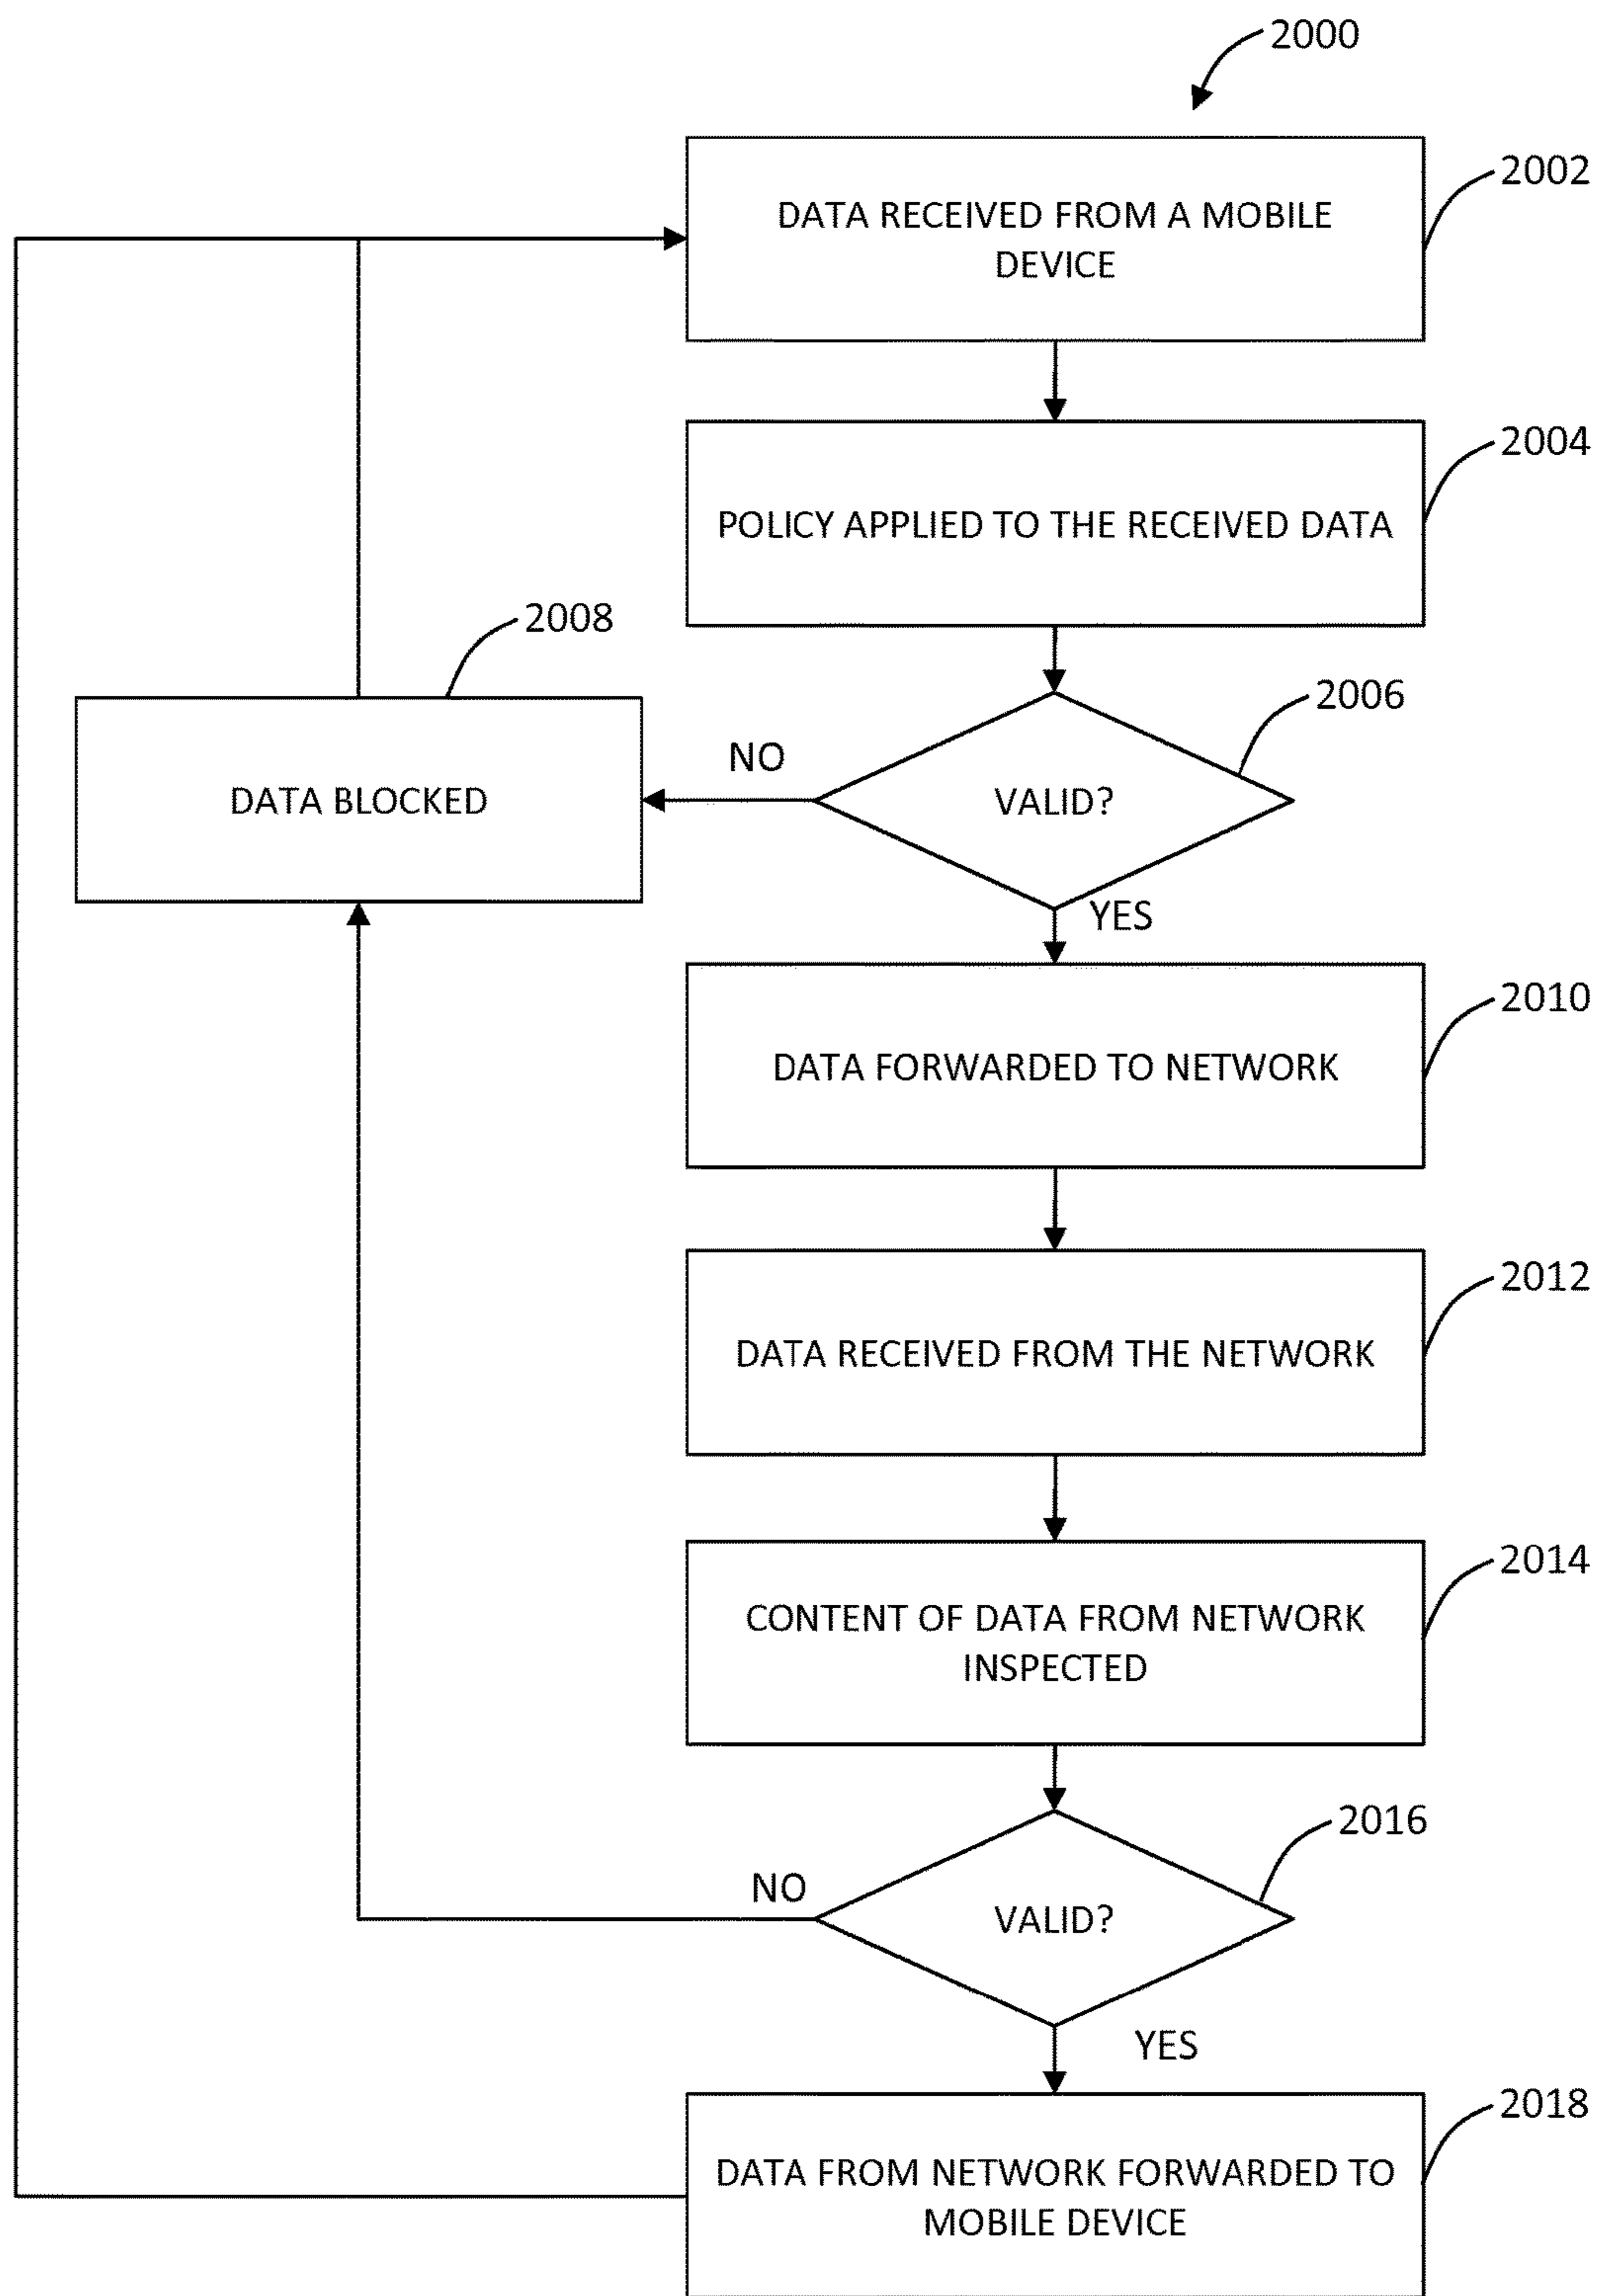 2000
2002
DATA RECEIVED FROM A MOBILE
DEVICE
2004
POLICY APPLIED TO THE RECEIVED DATA
2008
2006
NO
DATA BLOCKED
VALID?
YES
2010
DATA FORWARDED TO NETWORK
2012
DATA RECEIVED FROM THE NETWORK
2014
CONTENT OF DATA FROM NETWORK
INSPECTED
2016
NO
VALID?
YES
2018
DATA FROM NETWORK FORWARDED TO
MOBILE DEVICE